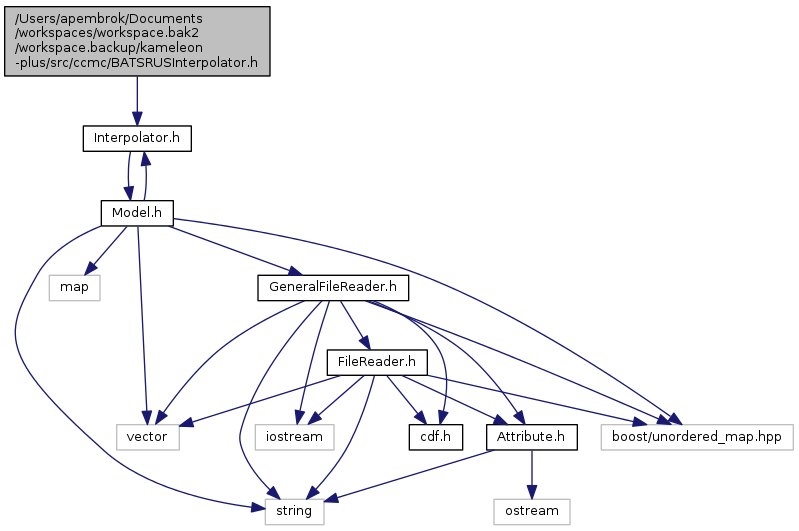 /Users/apembrok/Documents
/workspaces/workspace.bak2
/workspace.backup/kameleon
-plus/src/ccmc/BATSRUSInterpolator.h
Interpolator.h
Model.h
map
GeneralFileReader.h
FileReader.h
vector
iostream
cdf.h
Attribute.h
boost/unordered_map.hpp
string
ostream